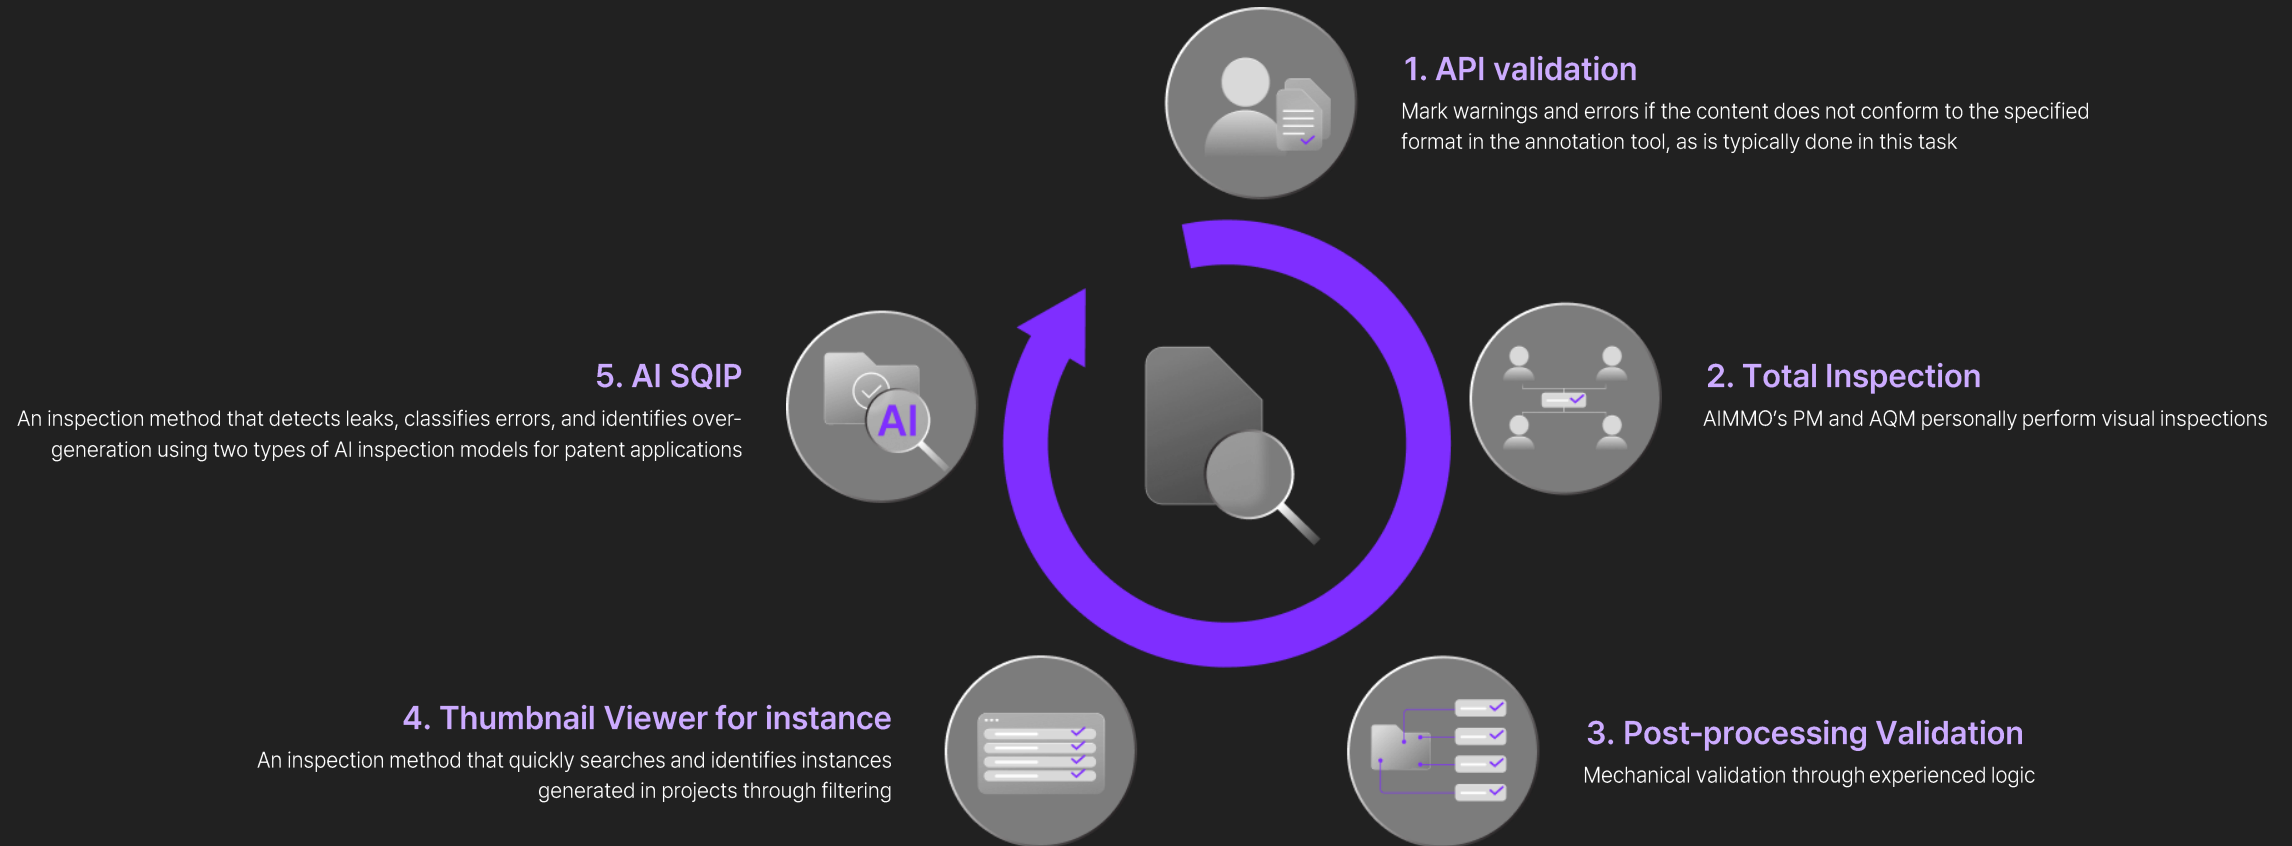 1. API validation
Mark warnings and errors if the content does not conform to the specified
format in the annotation tool, as is typically done in this task
2. Total Inspection
AIMMO’s PM and AQM personally perform visual inspections
3. Post-processing Validation
Mechanical validation through experienced logic
4. Thumbnail Viewer for instance
An inspection method that quickly searches and identifies instances
generated in projects through filtering
5. AI SQIP
An inspection method that detects leaks, classifies errors, and identifies over-
generation using two types of AI inspection models for patent applications
AI